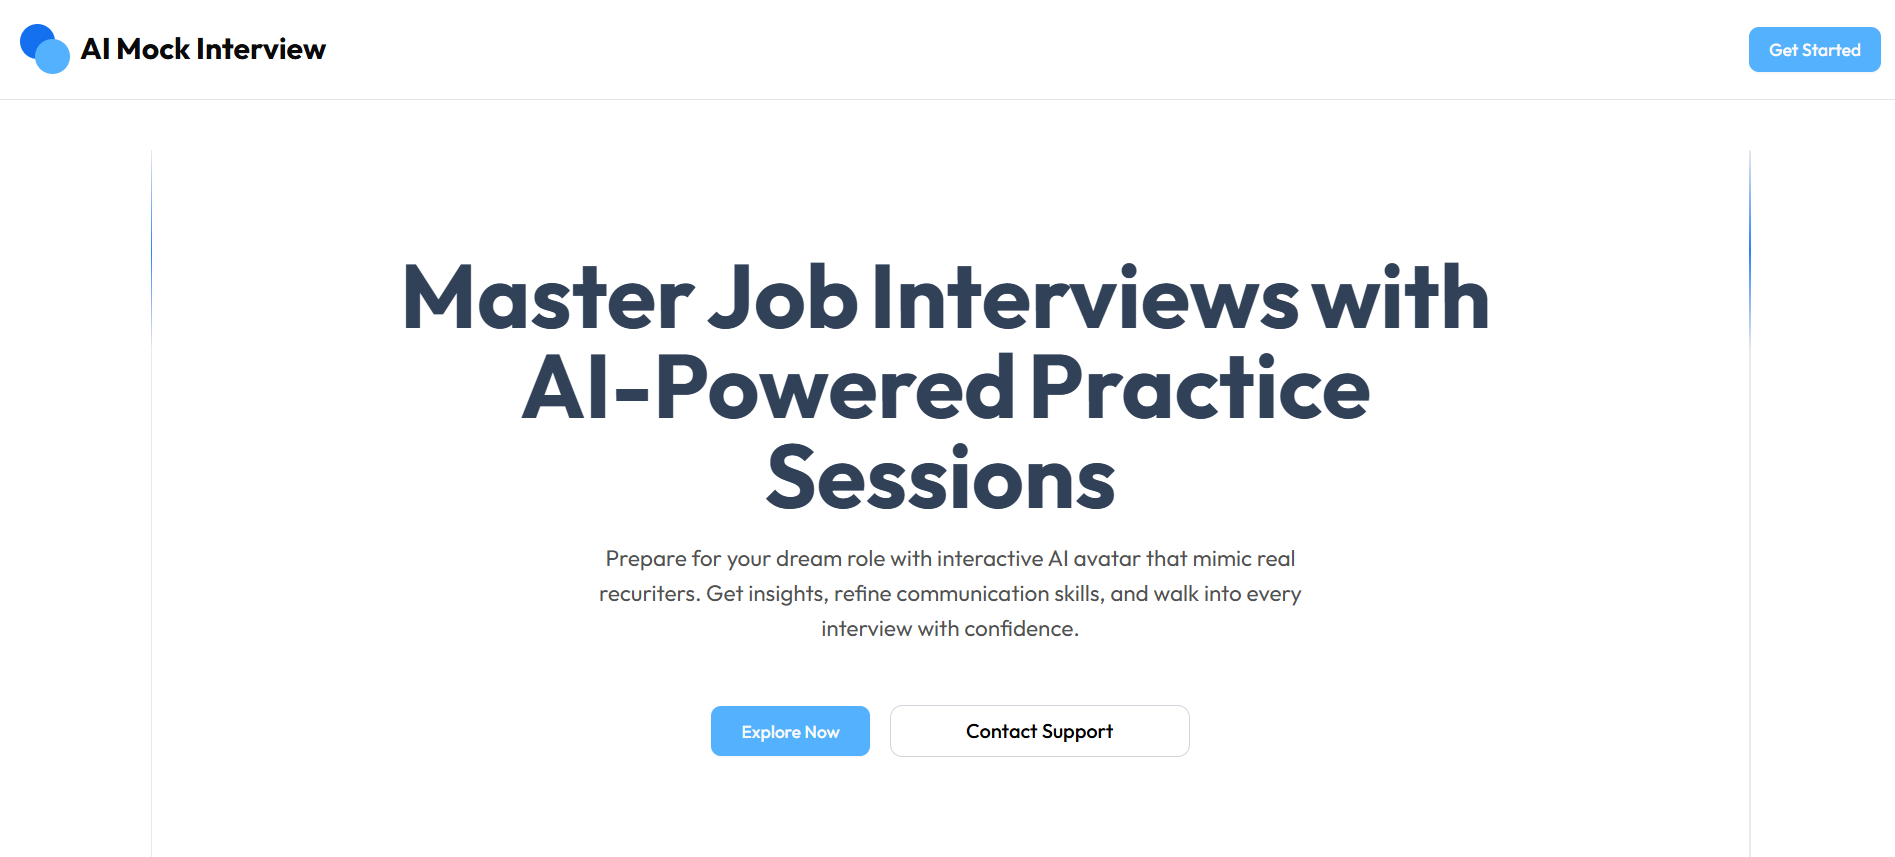 AI Mock Interview
Get Started
Master Job Interviews with
AI-Powered Practice
Sessions
Prepare for your dream role with interactive AI avatar that mimic real
recuriters. Get insights, refine communication skills, and walk into every
interview with confidence.
Explore Now
Contact Support